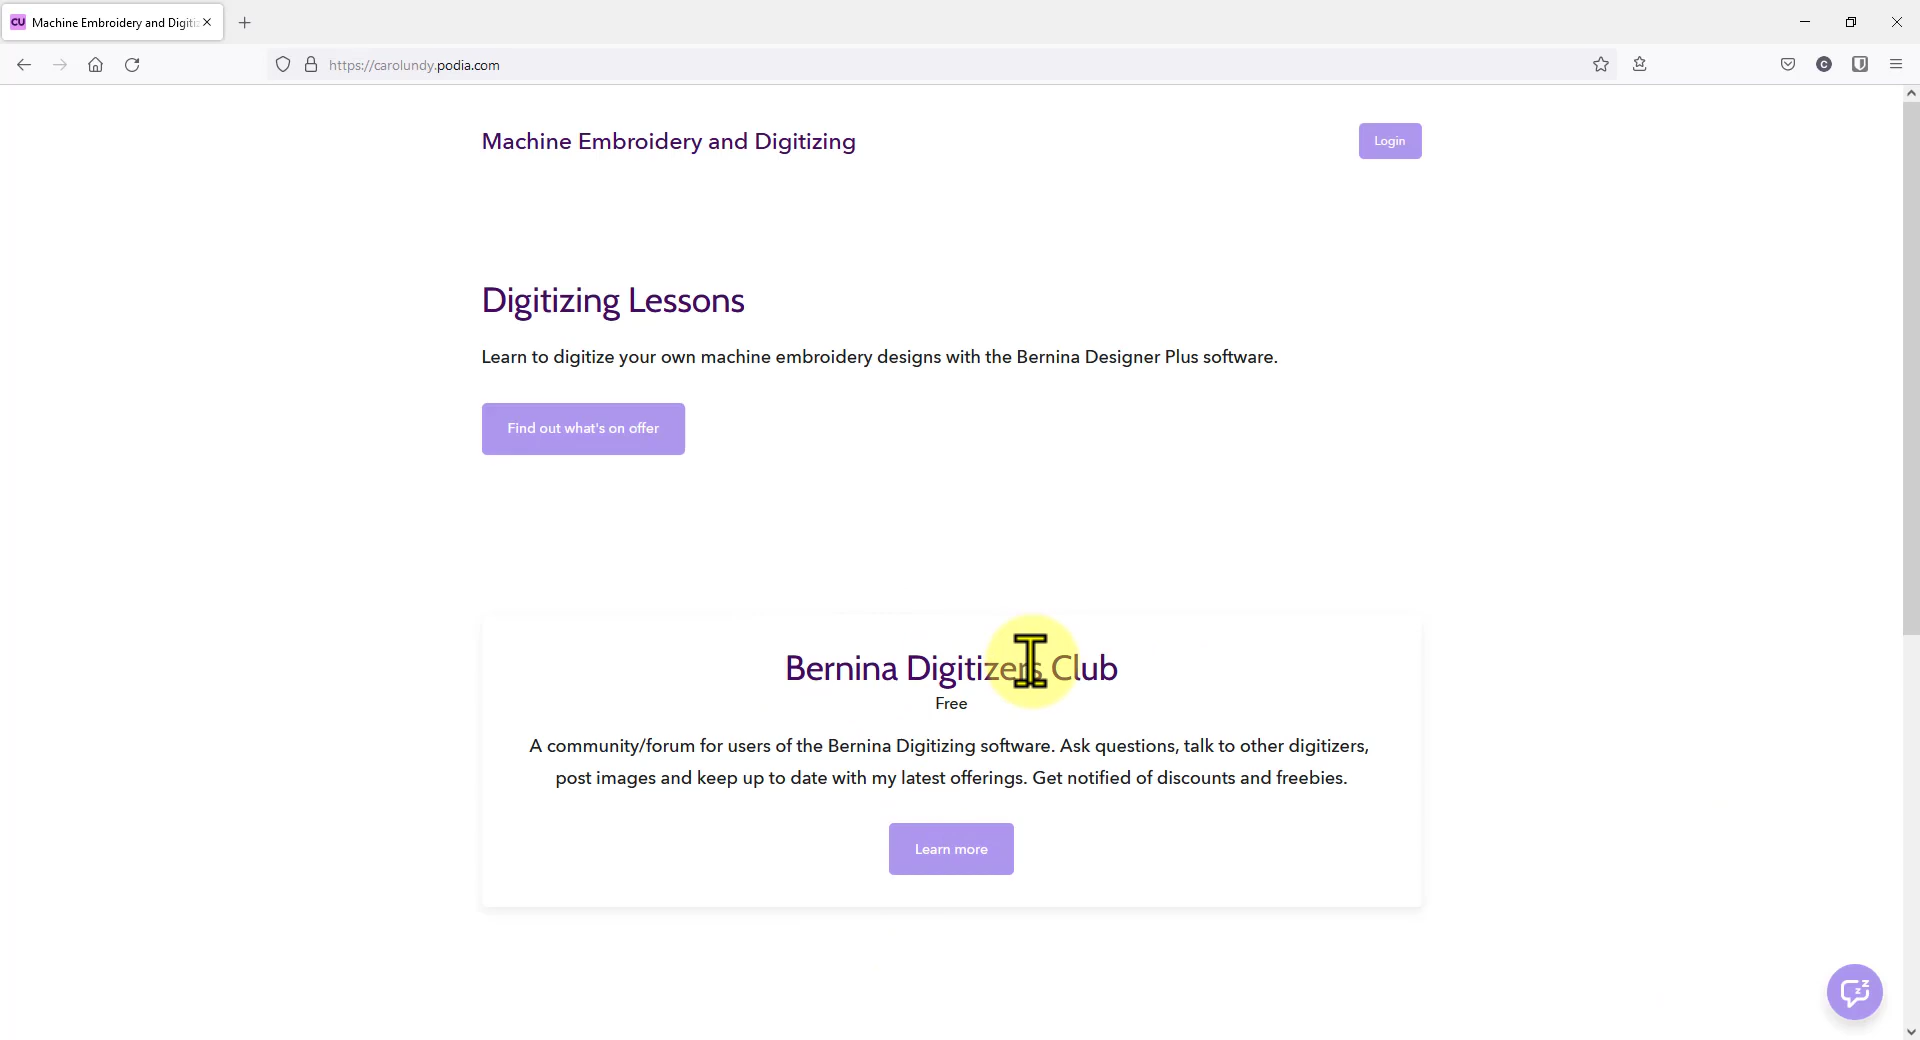 CU Machine Embroidery and Digiti
https://carolundy.podia.com
C
Machine Embroidery and Digitizing
Login
Digitizing Lessons
Learn to digitize your own machine embroidery designs with the Bernina Designer Plus software.
Find out what's on offer
Bernina Digitizers Club
Free
A community/forum for users of the Bernina Digitizing software. Ask questions, talk to other digitizers,
post images and keep up to date with my latest offerings. Get notified of discounts and freebies.
Learn more
z z